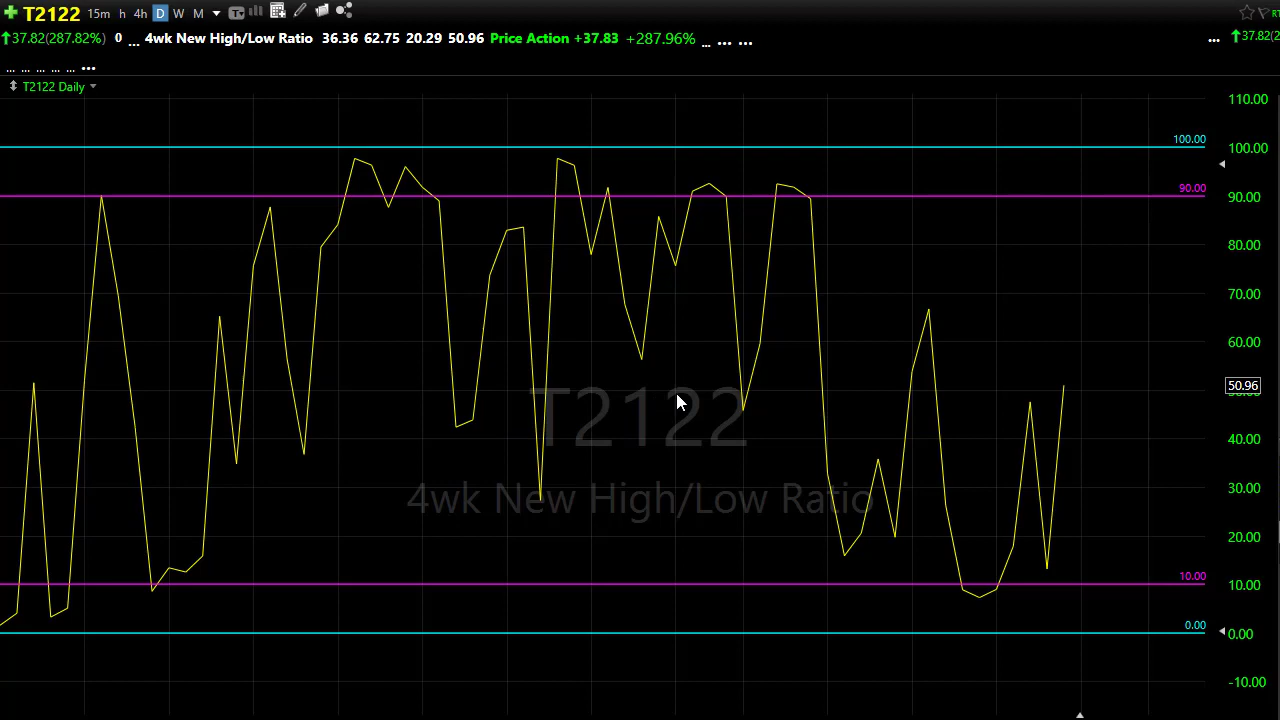 T2122 15m h 4h D W M T
37.82(287.82%) 0 ... 4wk New High/Low Ratio 36.36 62.75 20.29 50.96 Price Action +37.83 +287.96% ... ... ... ... 37.82(2
... ... ... ... ... ...
T2122 Daily
110.00
100.00 100.00
90.00 90.00
80.00
70.00
60.00
50.96
T2122
40.00
4wk New High/Low Ratio
30.00
20.00
10.00 10.00
0.00 0.00
-10.00